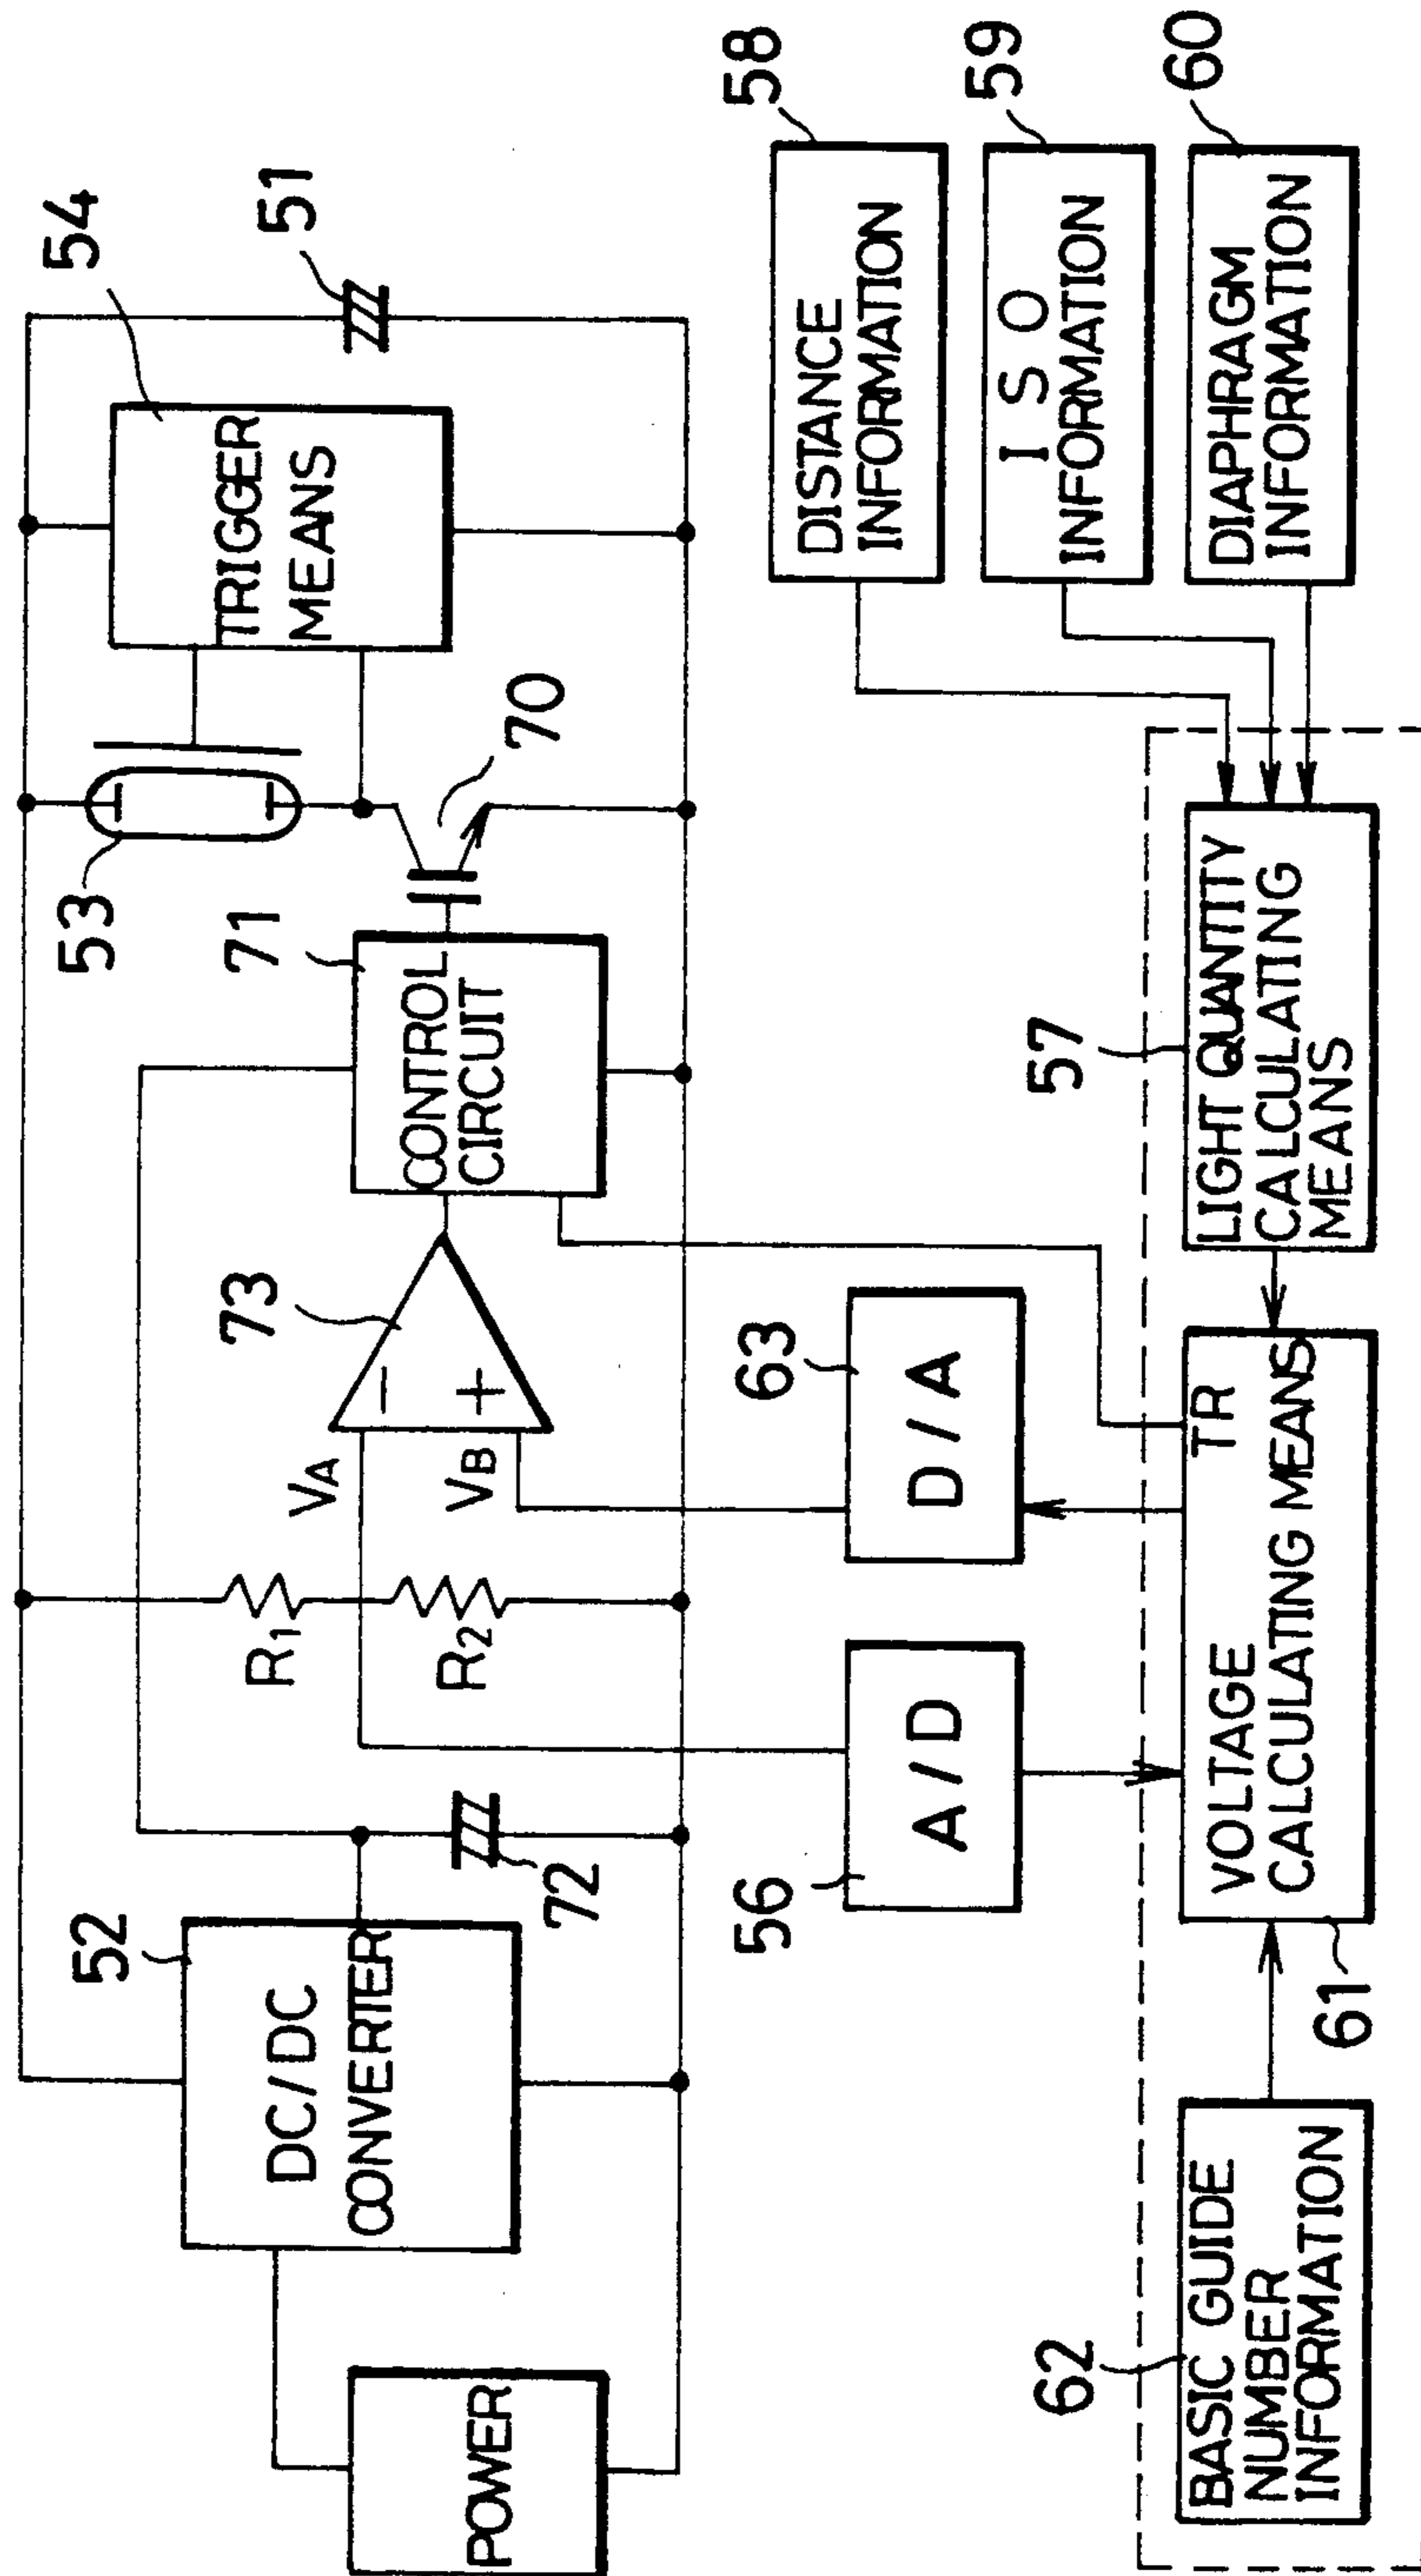 54
51
53
70
TRIGGER
MEANS
71
CONTROL
CIRCUIT
73
−
+
VA
VB
R1
R2
52
DC/DC
CONVERTER
72
POWER
58
DISTANCE
INFORMATION
59
I S O
INFORMATION
60
DIAPHRAGM
INFORMATION
63
D/A
56
A/D
57
LIGHT QUANTITY
CALCULATING
MEANS
TR
VOLTAGE
CALCULATING MEANS
61
62
BASIC GUIDE
NUMBER
INFORMATION